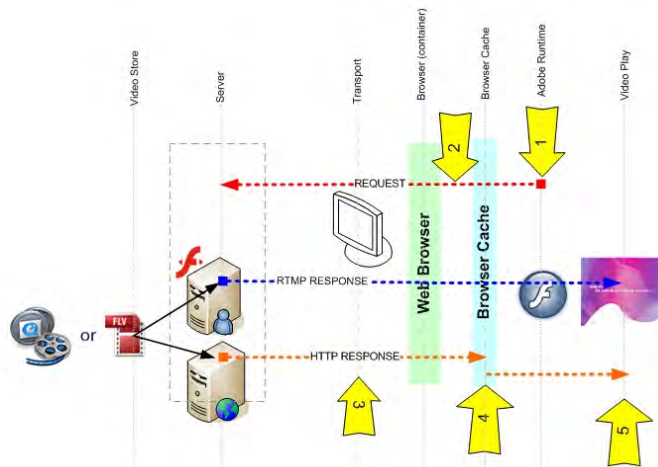 Video Store
Server
Transport
Browser (container)
Browser Cache
Adobe Runtime
Video Play
2
1
REQUEST
Web Browser
Browser Cache
RTMP RESPONSE
or
FLV
HTTP RESPONSE
3
4
5